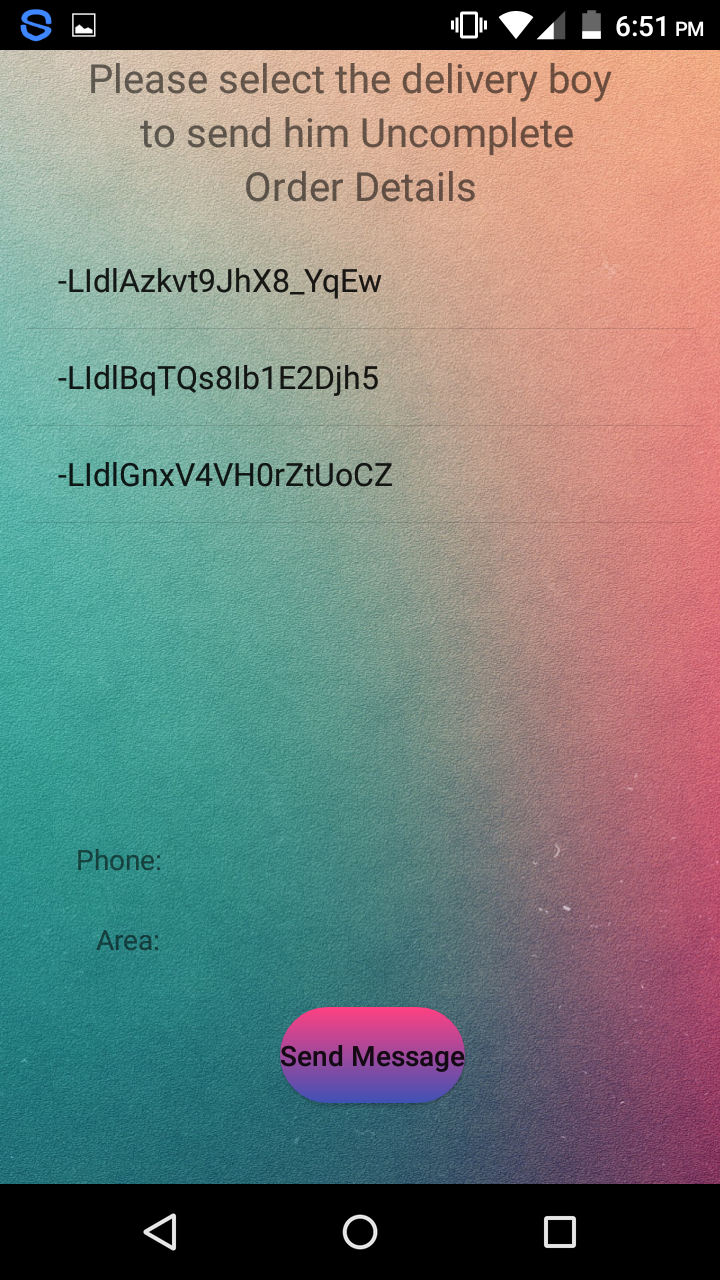 6:51 PM
Please select the delivery boy
to send him Uncomplete
Order Details
-LIdlAzkvt9JhX8_YqEw
-LIdlBqTQs8Ib1E2Djh5
-LIdlGnxV4VH0rZtUoCZ
Phone:
Area:
Send Message